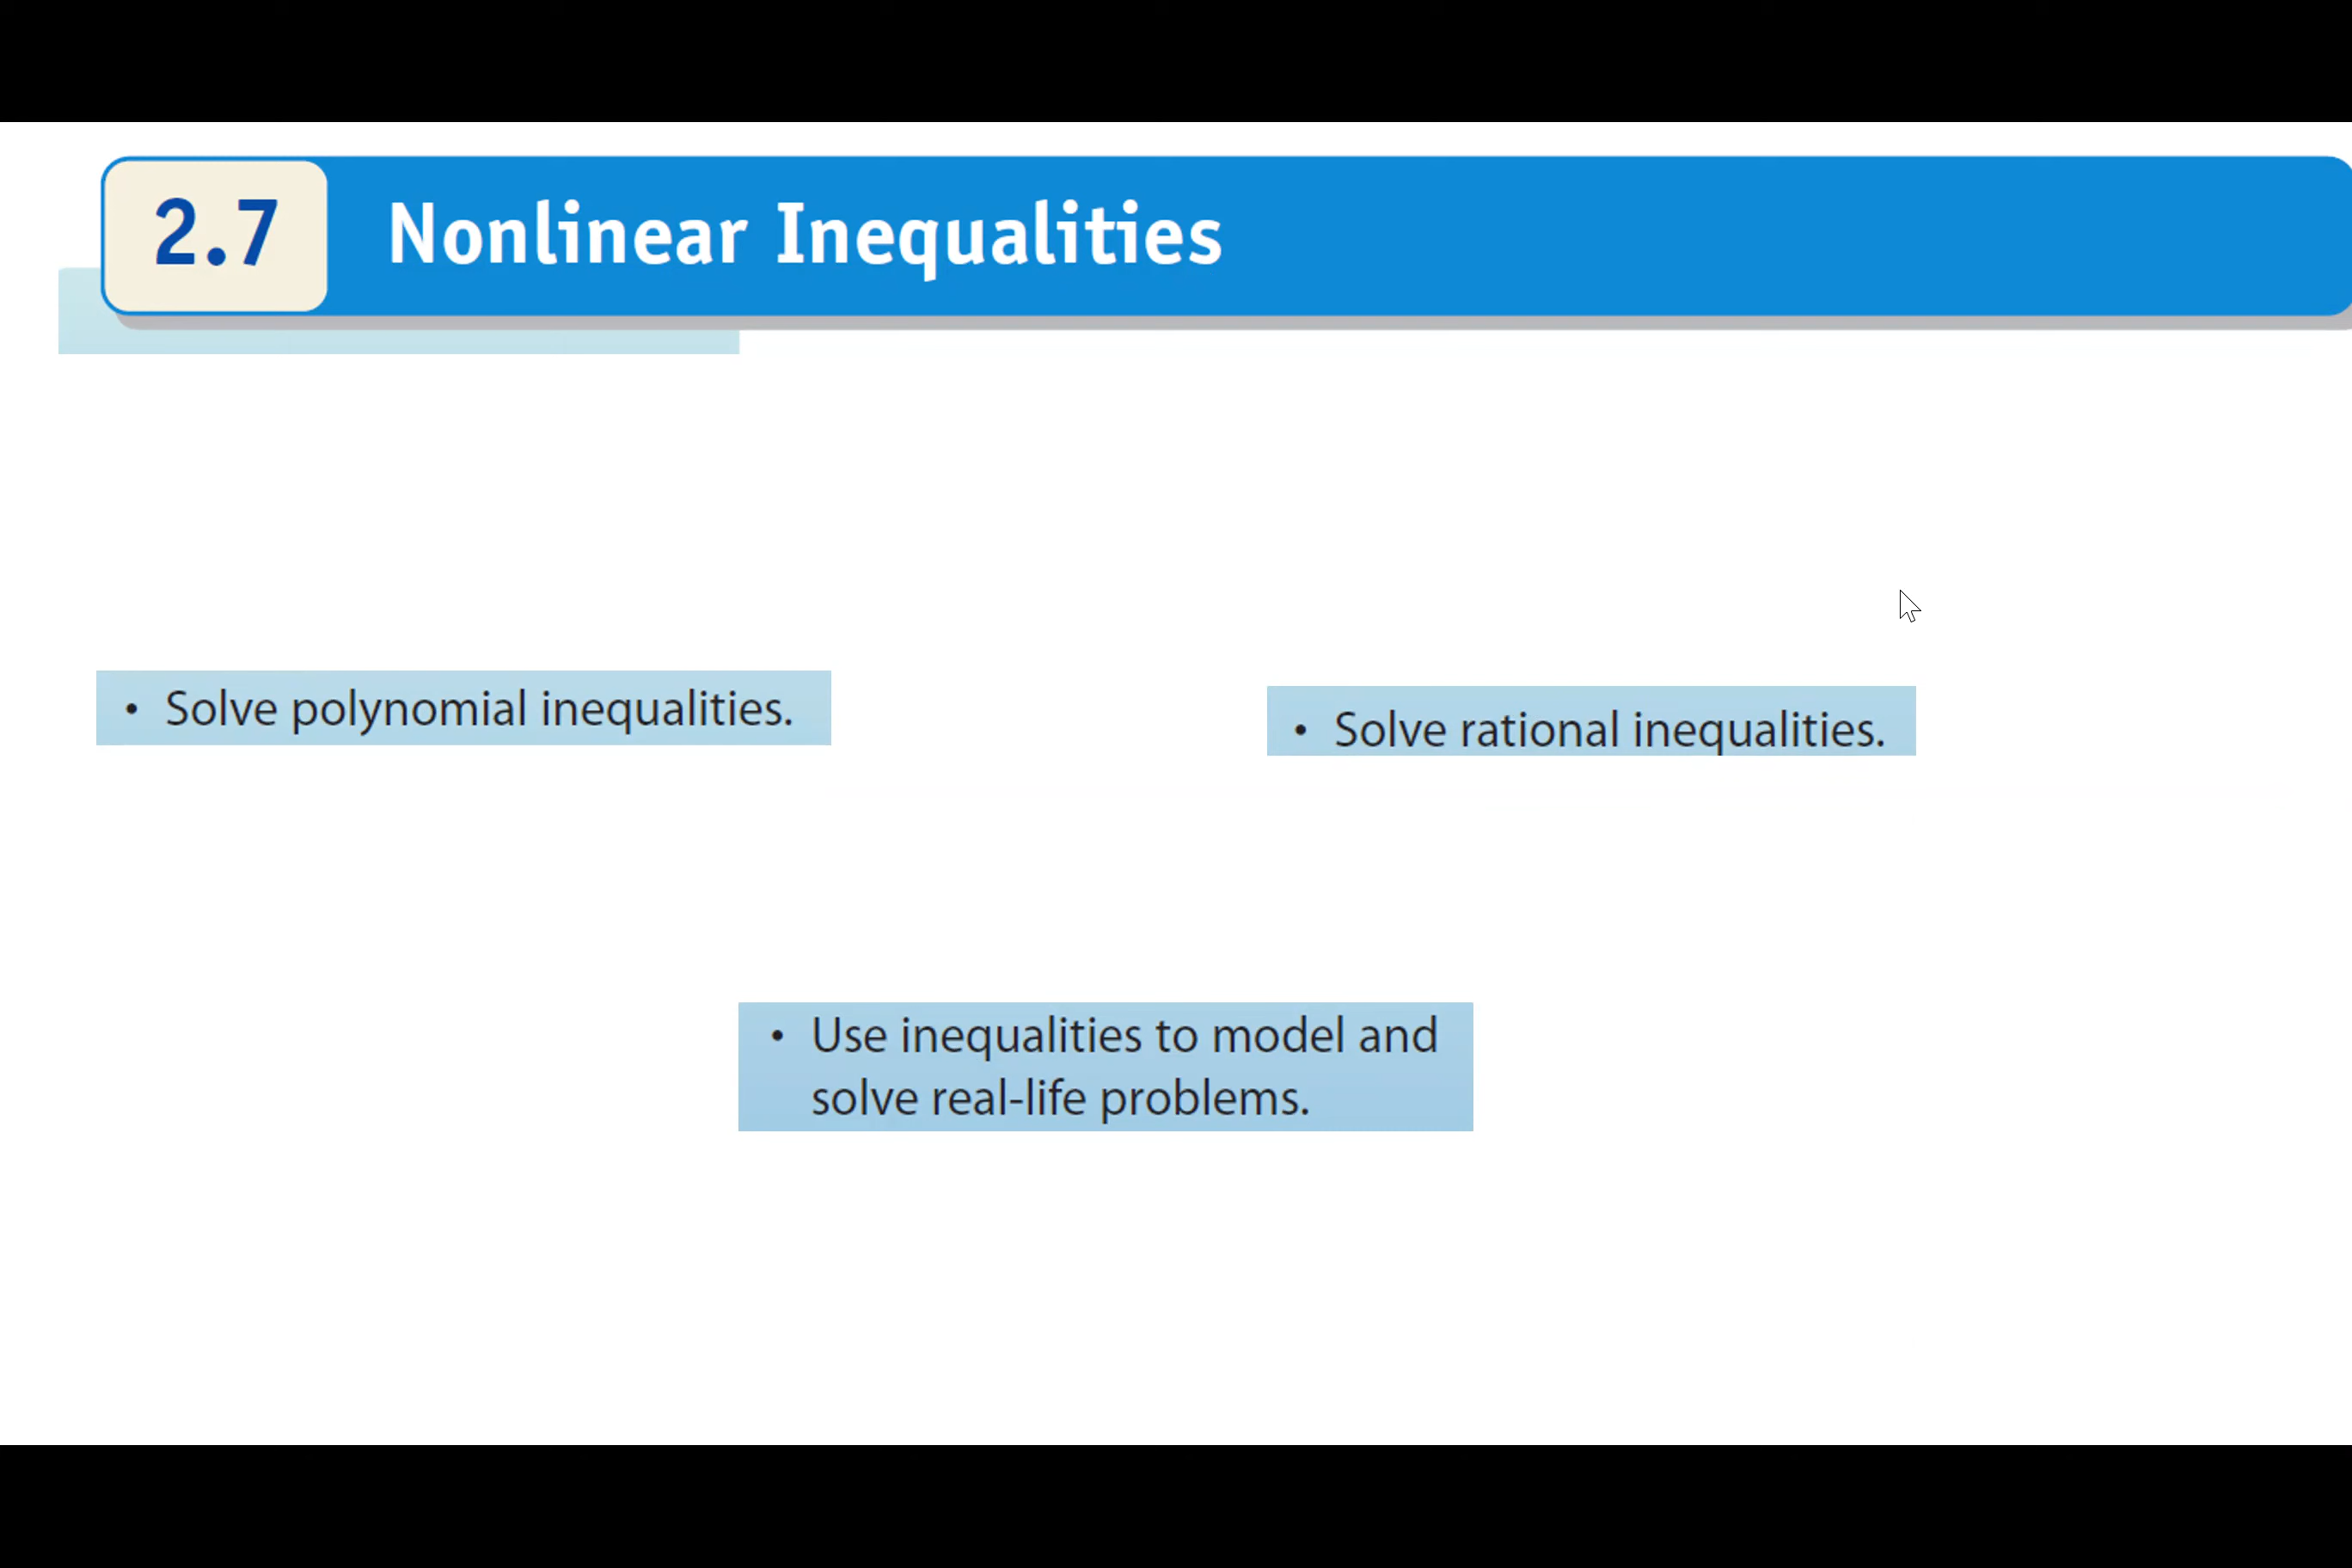 2.7 Nonlinear Inequalities
• Solve polynomial inequalities.
• Solve rational inequalities.
• Use inequalities to model and
solve real-life problems.